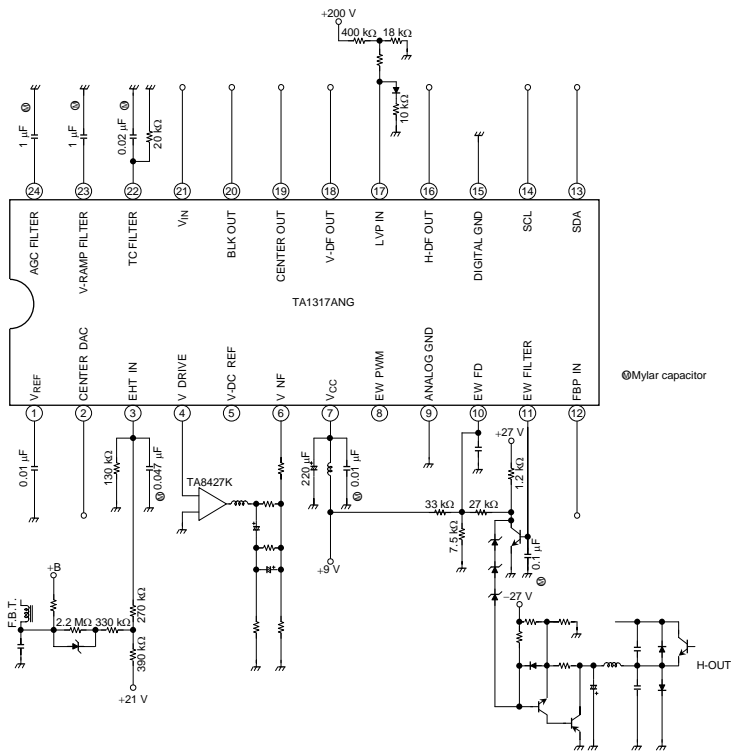 +200 V
400 kΩ
18 kΩ
10 kΩ
1 μF
Ⓜ
1 μF
Ⓜ
0.02 μF
Ⓜ
20 kΩ
24
23
22
21
20
19
18
17
16
15
14
13
AGC FILTER
V-RAMP FILTER
TC FILTER
VIN
BLK OUT
CENTER OUT
V-DF OUT
LVP IN
H-DF OUT
DIGITAL GND
SCL
SDA
TA1317ANG
VREF
CENTER DAC
EHT IN
V DRIVE
V-DC REF
V NF
VCC
EW PWM
ANALOG GND
EW FD
EW FILTER
FBP IN
ⓂMylar capacitor
1
2
3
4
5
6
7
8
9
10
11
12
0.01 μF
130 kΩ
0.047 μF
Ⓜ
TA8427K
220 μF
0.01 μF
Ⓜ
+9 V
33 kΩ
27 kΩ
7.5 kΩ
+27 V
1.2 kΩ
0.1 μF
Ⓜ
F.B.T.
+B
2.2 MΩ
330 kΩ
270 kΩ
390 kΩ
+21 V
−27 V
H-OUT